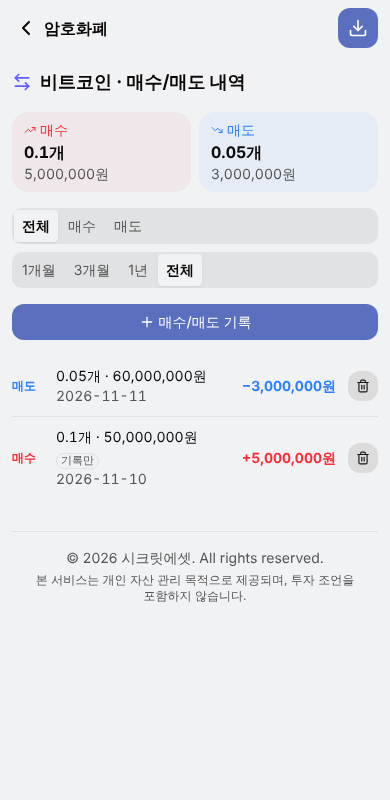 암호화폐
비트코인 · 매수/매도 내역
매수
0.1개
5,000,000원
매도
0.05개
3,000,000원
전체 매수 매도
1개월 3개월 1년 전체
+ 매수/매도 기록
매도
0.05개 · 60,000,000원
2026-11-11
−3,000,000원
매수
0.1개 · 50,000,000원
기록만
2026-11-10
+5,000,000원
© 2026 시크릿에셋. All rights reserved.
본 서비스는 개인 자산 관리 목적으로 제공되며, 투자 조언을
포함하지 않습니다.